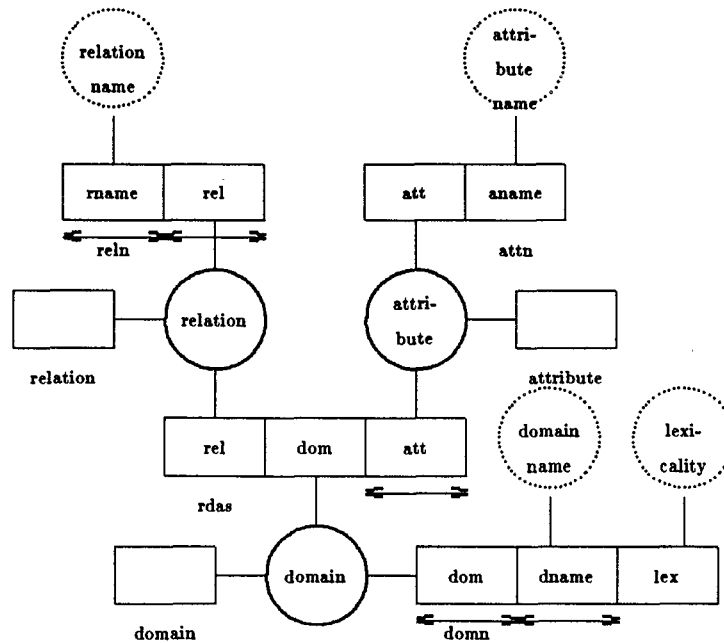 relation
name
attri-
bute
name
rname
rel
att
aname
reln
attn
relation
attri-
bute
relation
attribute
rel
dom
att
domain
name
lexi-
cality
rdas
domain
dom
dname
lex
domain
domn